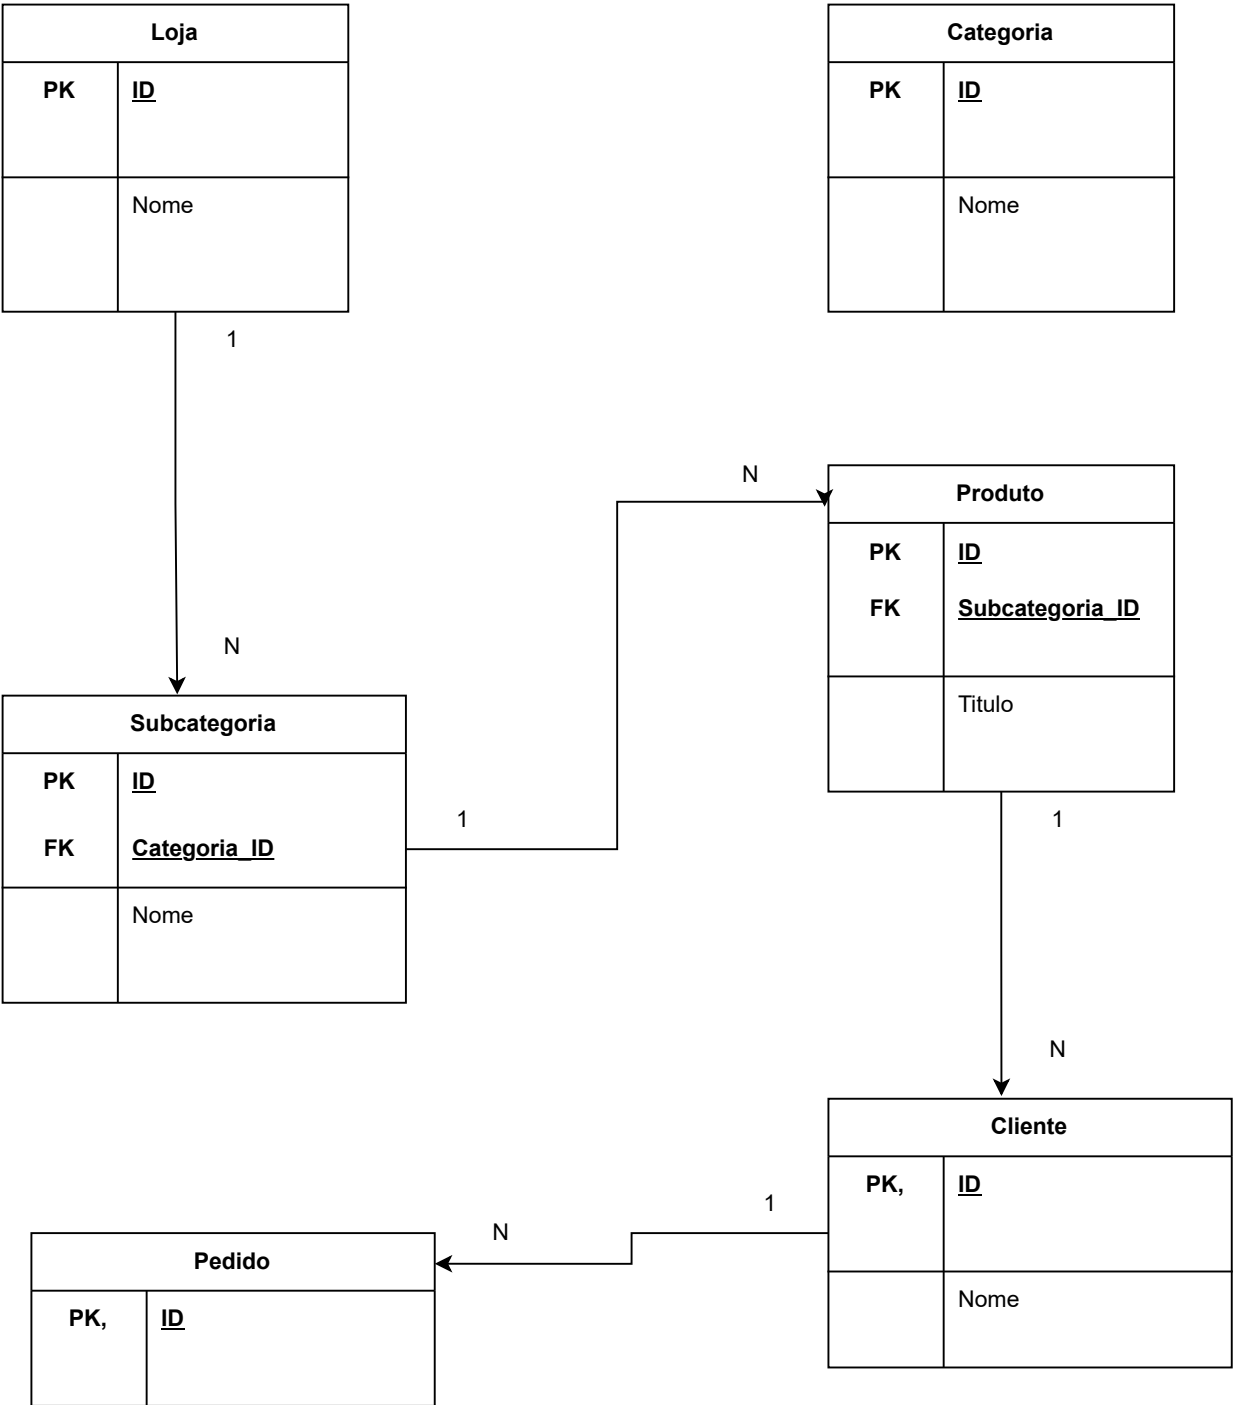 Loja
PK ID
Nome
Categoria
PK ID
Nome
1
N
N
Produto
PK ID
FK Subcategoria_ID
Titulo
Subcategoria
PK ID
FK Categoria_ID
Nome
1
1
N
Cliente
PK, ID
Nome
1
N
Pedido
PK, ID